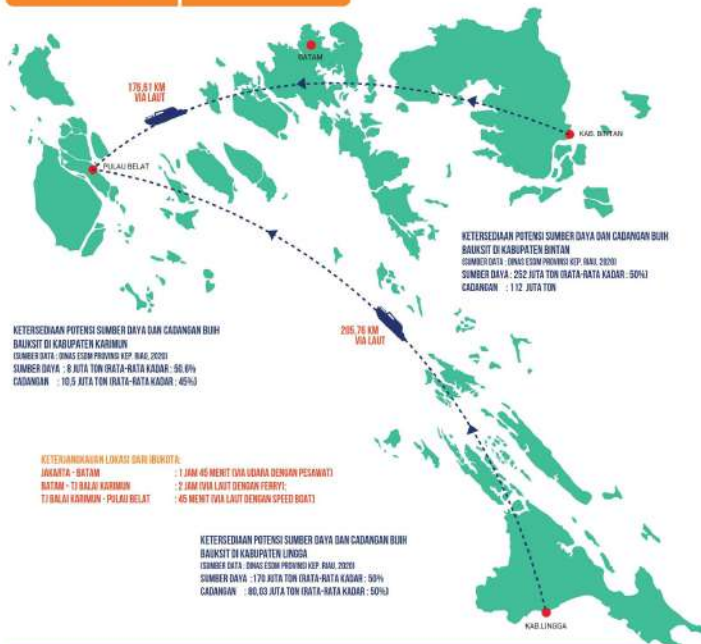 BATAM
176,61 KM
VIA LAUT
KAB. BINTAN
PULAU BELAT
KETERSEDIAAN POTENSI SUMBER DAYA DAN CADANGAN BIJIH
BAUKSIT DI KABUPATEN BINTAN
(SUMBER DATA : DINAS ESDM PROVINSI KEP. RIAU, 2020)
SUMBER DAYA : 252 JUTA TON (RATA-RATA KADAR : 50%)
CADANGAN : 112 JUTA TON
KETERSEDIAAN POTENSI SUMBER DAYA DAN CADANGAN BIJIH
BAUKSIT DI KABUPATEN KARIMUN
(SUMBER DATA : DINAS ESDM PROVINSI KEP. RIAU, 2020)
SUMBER DAYA : 8 JUTA TON (RATA-RATA KADAR : 50,6%
CADANGAN : 10,5 JUTA TON (RATA-RATA KADAR : 45%)
205,76 KM
VIA LAUT
KETERJANGKAUAN LOKASI DARI IBUKOTA:
JAKARTA - BATAM : 1 JAM 45 MENIT (VIA UDARA DENGAN PESAWAT)
BATAM - TJ BALAI KARIMUN : 2 JAM (VIA LAUT DENGAN FERRY);
TJ BALAI KARIMUN - PULAU BELAT : 45 MENIT (VIA LAUT DENGAN SPEED BOAT)
KETERSEDIAAN POTENSI SUMBER DAYA DAN CADANGAN BIJIH
BAUKSIT DI KABUPATEN LINGGA
(SUMBER DATA : DINAS ESDM PROVINSI KEP. RIAU, 2020)
SUMBER DAYA : 170 JUTA TON (RATA-RATA KADAR : 50%
CADANGAN : 80,03 JUTA TON (RATA-RATA KADAR : 50%)
KAB.LINGGA